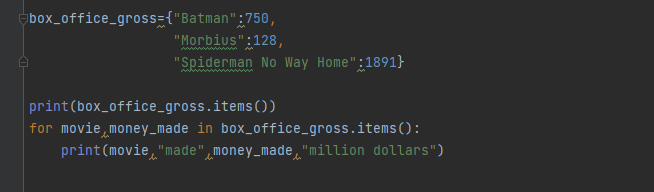 box_office_gross={"Batman":750,
                  "Morbius":128,
                  "Spiderman No Way Home":1891}

print(box_office_gross.items())
for movie,money_made in box_office_gross.items():
    print(movie,"made",money_made,"million dollars")